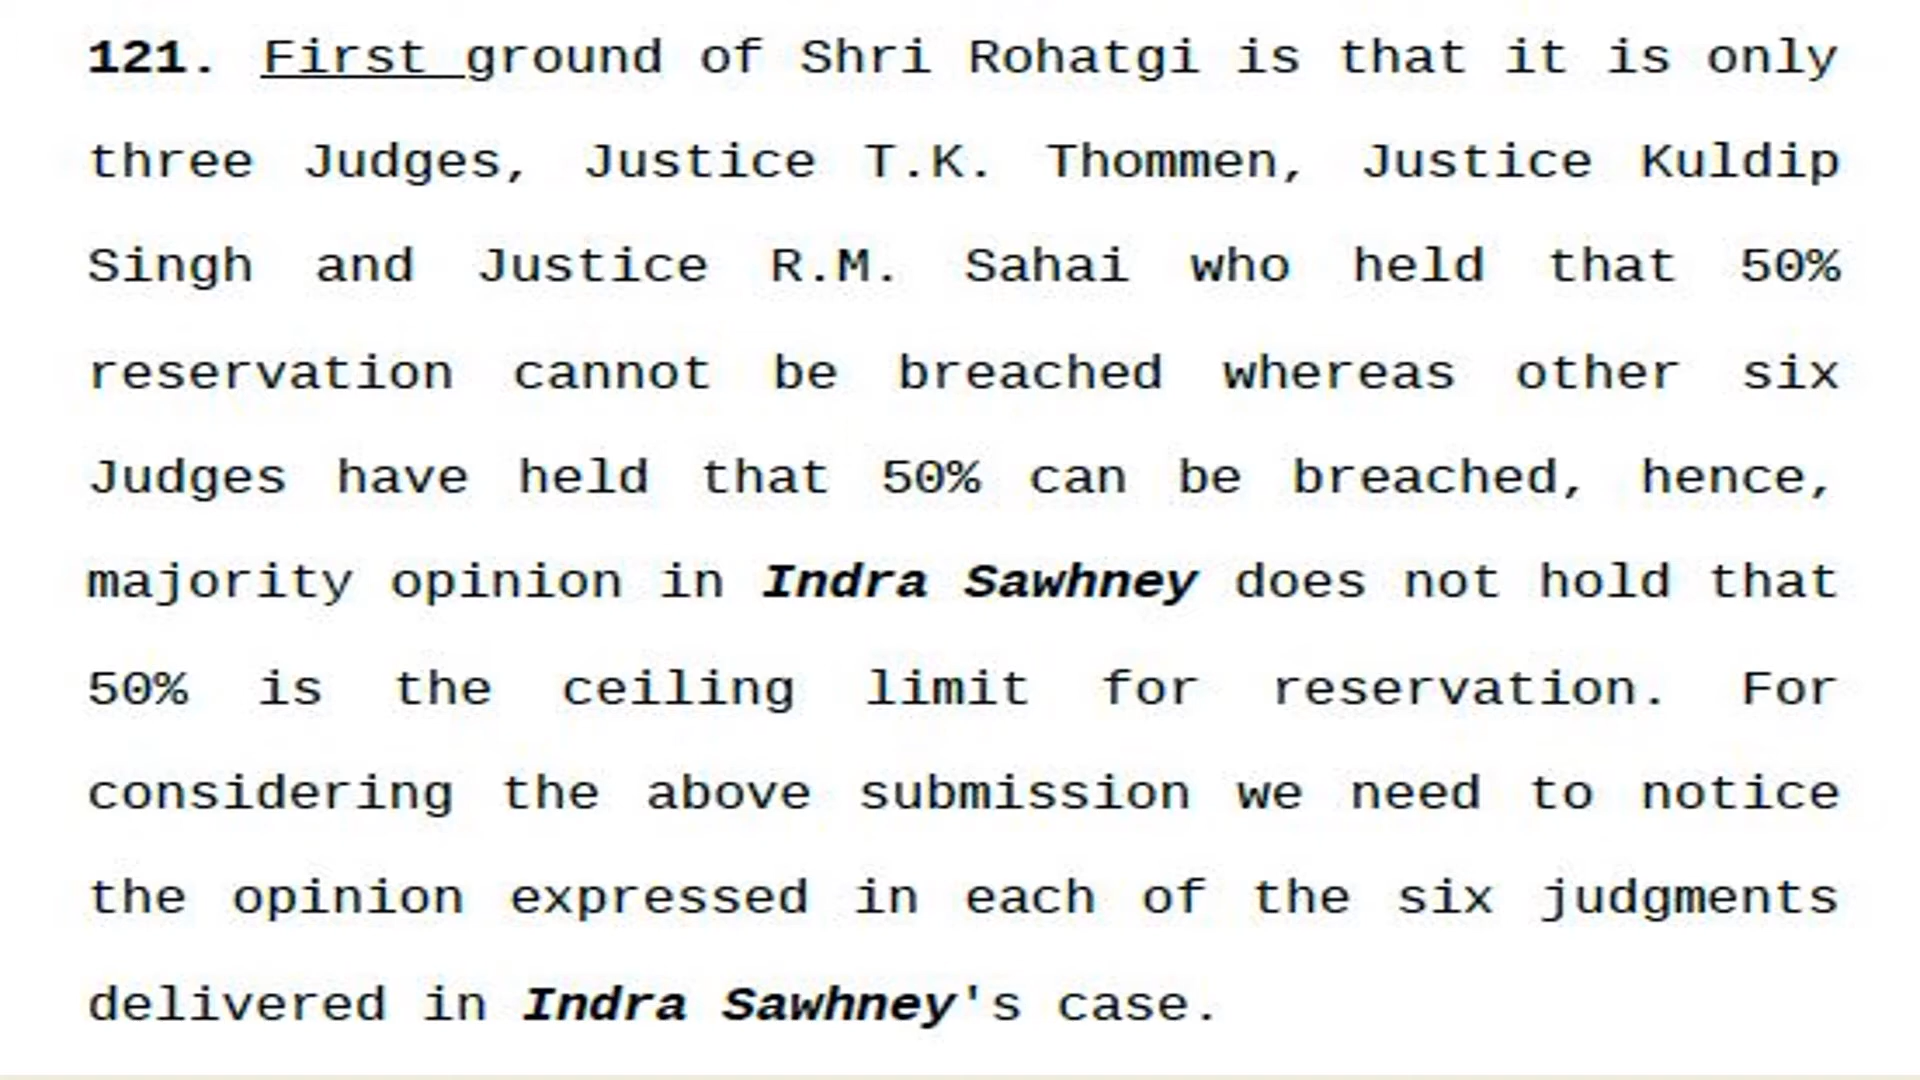 121. First ground of Shri Rohatgi is that it is only
three Judges, Justice T.K. Thommen, Justice Kuldip
Singh and Justice R.M. Sahai who held that 50%
reservation cannot be breached whereas other six
Judges have held that 50% can be breached, hence,
majority opinion in Indra Sawhney does not hold that
50% is the ceiling limit for reservation. For
considering the above submission we need to notice
the opinion expressed in each of the six judgments
delivered in Indra Sawhney's case.